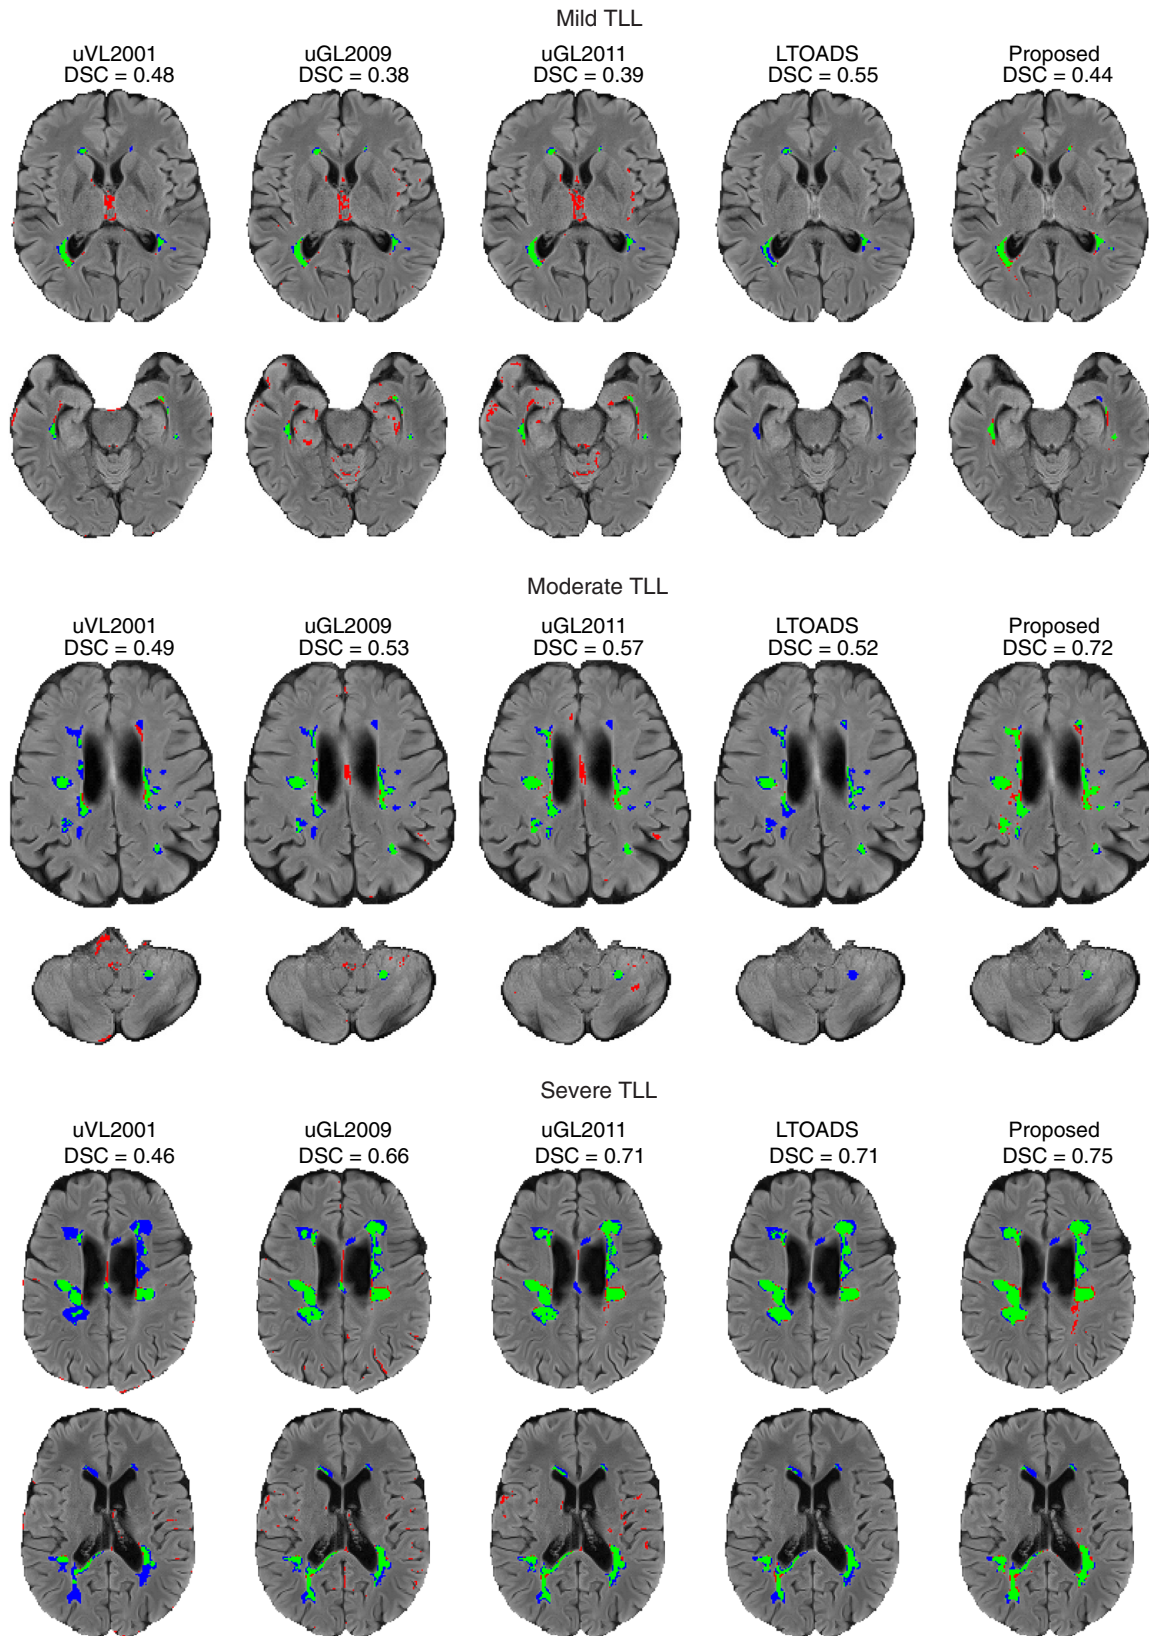 Mild TLL
uVL2001 uGL2009 uGL2011 LTOADS Proposed
DSC = 0.48 DSC = 0.38 DSC = 0.39 DSC = 0.55 DSC = 0.44
Moderate TLL
uVL2001 uGL2009 uGL2011 LTOADS Proposed
DSC = 0.49 DSC = 0.53 DSC = 0.57 DSC = 0.52 DSC = 0.72
Severe TLL
uVL2001 uGL2009 uGL2011 LTOADS Proposed
DSC = 0.46 DSC = 0.66 DSC = 0.71 DSC = 0.71 DSC = 0.75